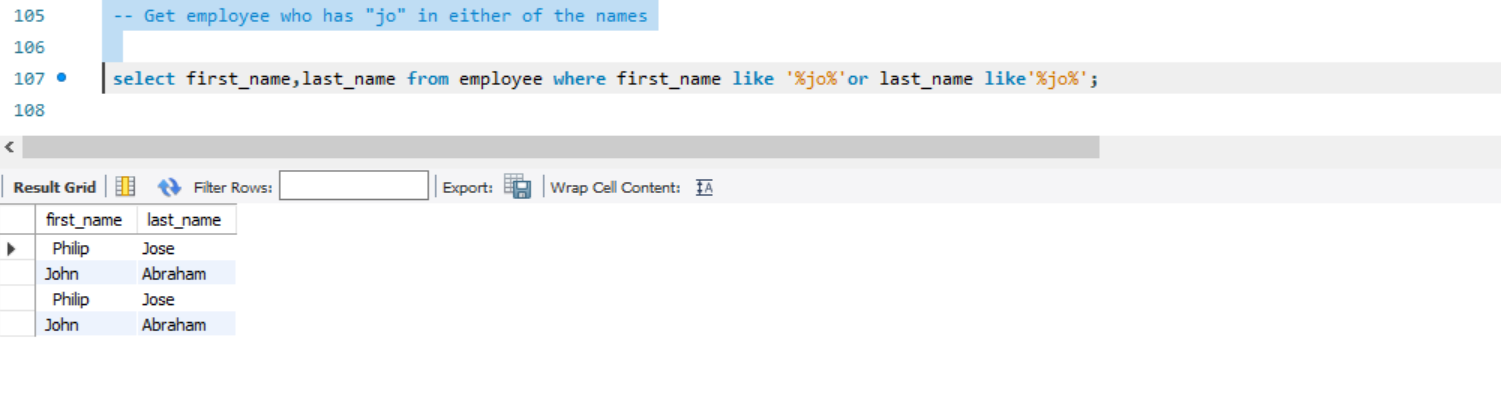 105 -- Get employee who has "jo" in either of the names
106
107 select first_name,last_name from employee where first_name like '%jo%'or last_name like'%jo%';
108
Result Grid Filter Rows: Export: Wrap Cell Content: IA
first_name last_name
Philip Jose
John Abraham
Philip Jose
John Abraham